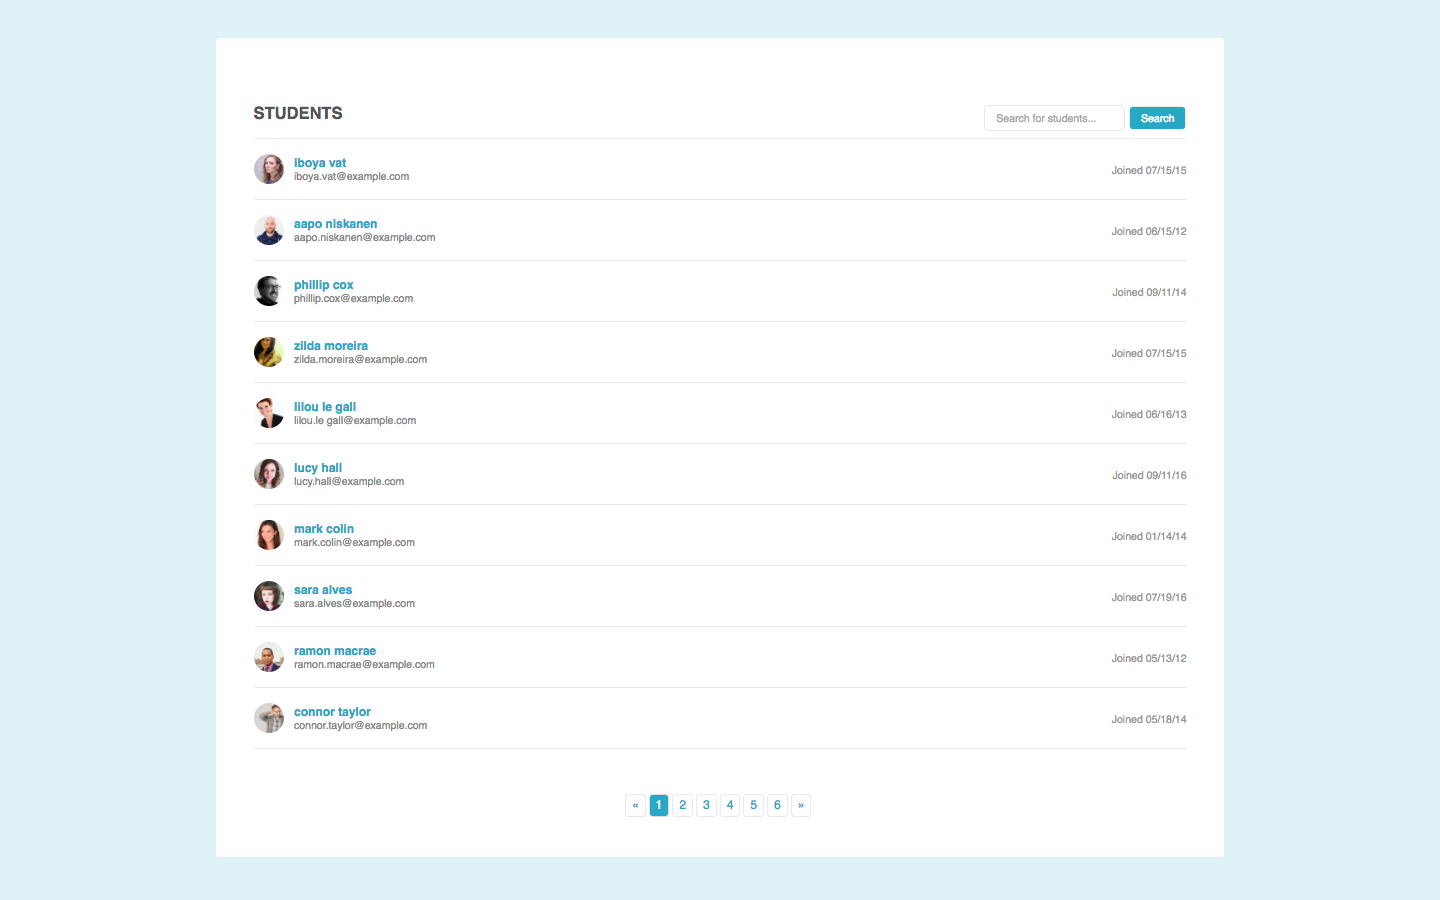 STUDENTS
Search for students...
Search
iboya vat
iboya.vat@example.com
Joined 07/15/15
aapo niskanen
aapo.niskanen@example.com
Joined 06/15/12
phillip cox
phillip.cox@example.com
Joined 09/11/14
zilda moreira
zilda.moreira@example.com
Joined 07/15/15
lilou le gall
lilou.le gall@example.com
Joined 06/16/13
lucy hall
lucy.hall@example.com
Joined 09/11/16
mark colin
mark.colin@example.com
Joined 01/14/14
sara alves
sara.alves@example.com
Joined 07/19/16
ramon macrae
ramon.macrae@example.com
Joined 05/13/12
connor taylor
connor.taylor@example.com
Joined 05/18/14
« 1 2 3 4 5 6 »